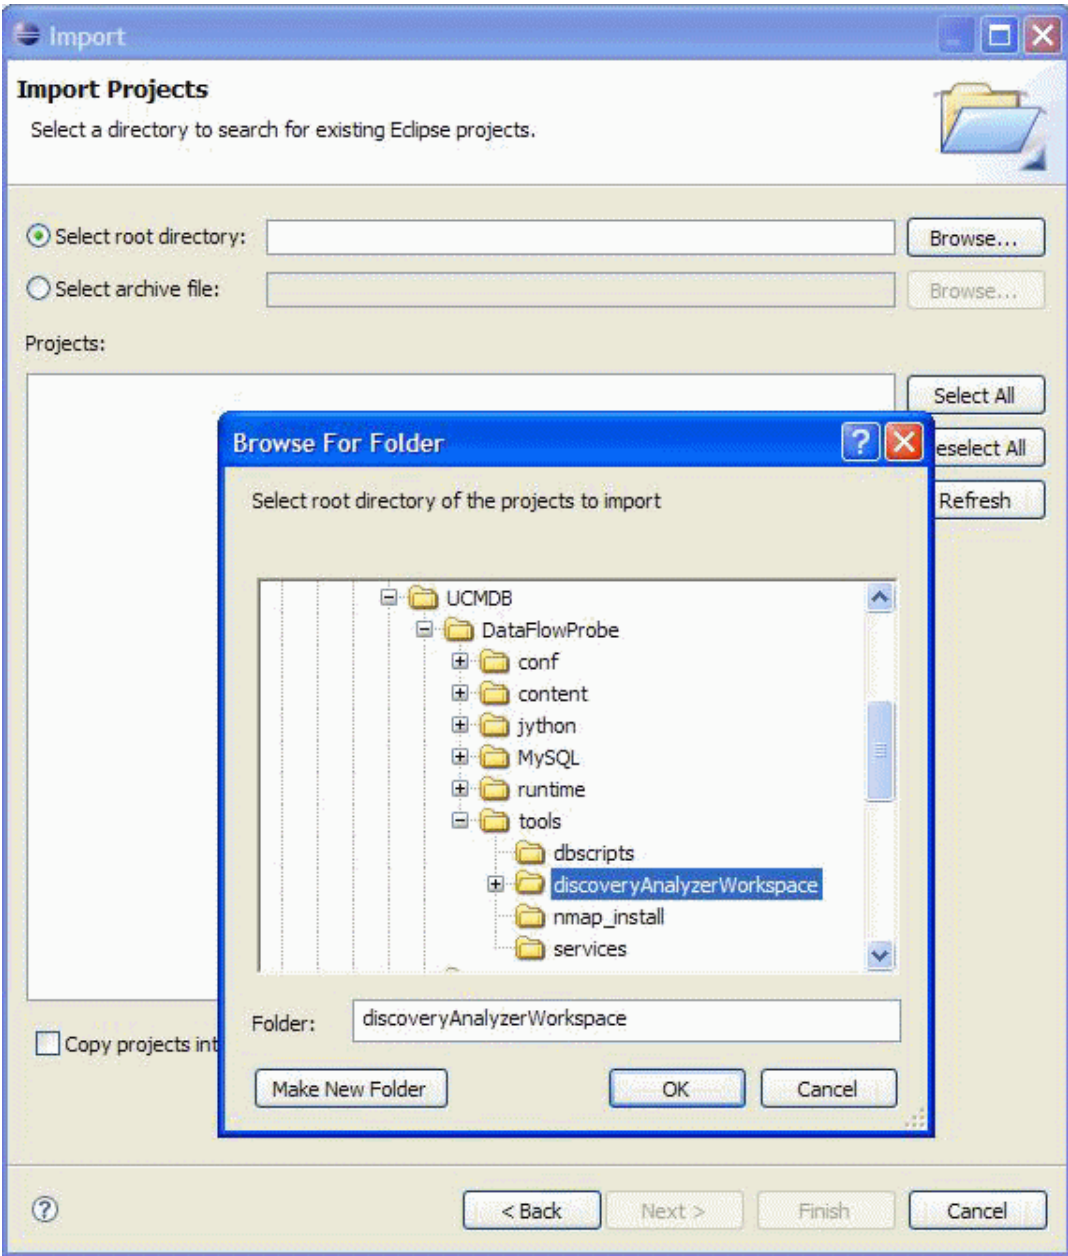 Import
Import Projects
Select a directory to search for existing Eclipse projects.
Select root directory:
Browse...
Select archive file:
Browse...
Projects:
Select All
eselect All
Refresh
Browse For Folder
?
Select root directory of the projects to import
UCMDB
DataFlowProbe
conf
content
jython
MySQL
runtime
tools
dbscripts
discoveryAnalyzerWorkspace
nmap_install
services
Folder:
discoveryAnalyzerWorkspace
Copy projects int
Make New Folder
OK
Cancel
?
< Back
Next >
Finish
Cancel